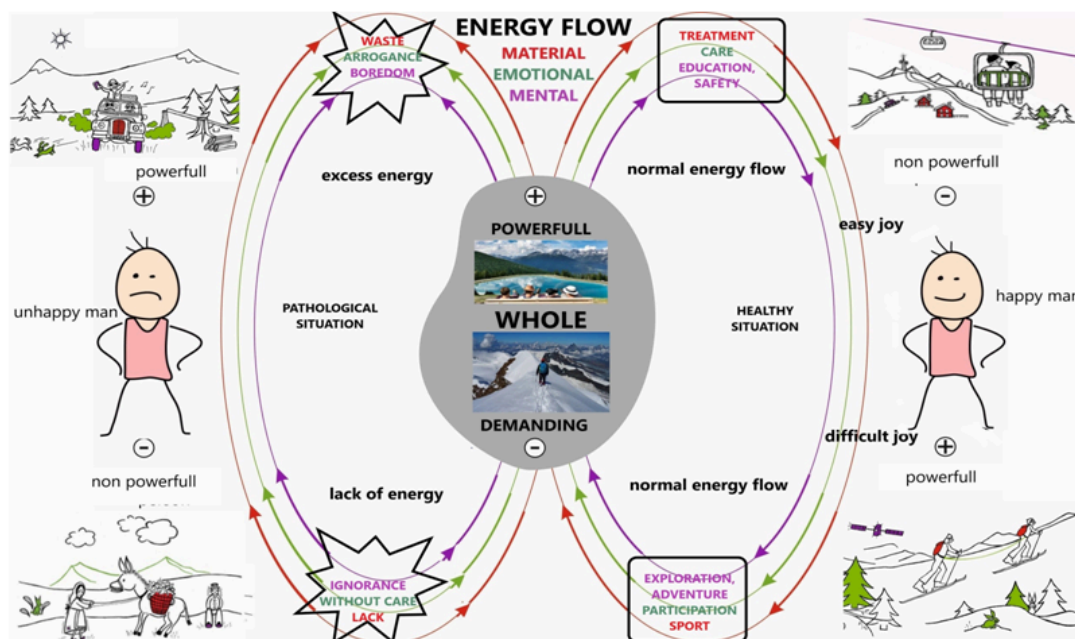 ENERGY FLOW
MATERIAL
EMOTIONAL
MENTAL
WASTE
ARROGANCE
BOREDOM
TREATMENT
CARE
EDUCATION,
SAFETY
powerfull
+
excess energy
normal energy flow
non powerfull
-
+
POWERFULL
WHOLE
DEMANDING
-
unhappy man
PATHOLOGICAL
SITUATION
HEALTHY
SITUATION
easy joy
happy man
difficult joy
-
non powerfull
+
powerfull
lack of energy
normal energy flow
IGNORANCE
WITHOUT CARE
LACK
EXPLORATION,
ADVENTURE
PARTICIPATION
SPORT